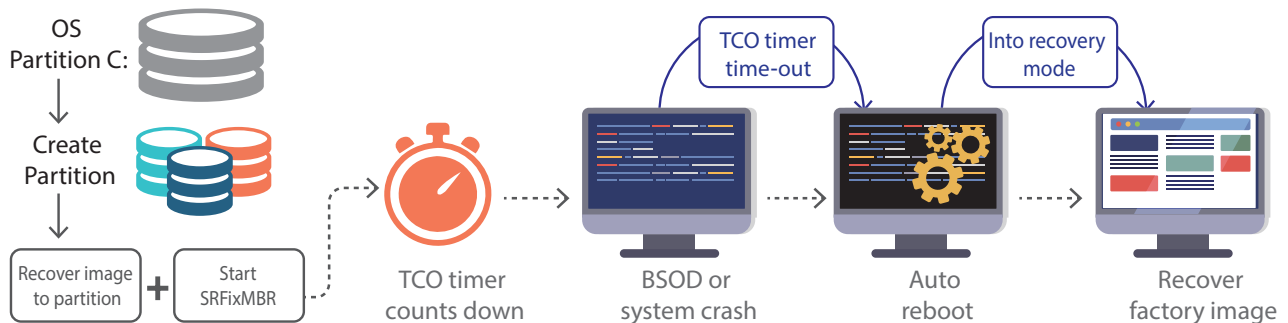 OS
Partition C:
Create
Partition
Recover image
to partition
+
Start
SRFixMBR
TCO timer
counts down
BSOD or
system crash
TCO timer
time-out
Auto
reboot
Into recovery
mode
Recover
factory image